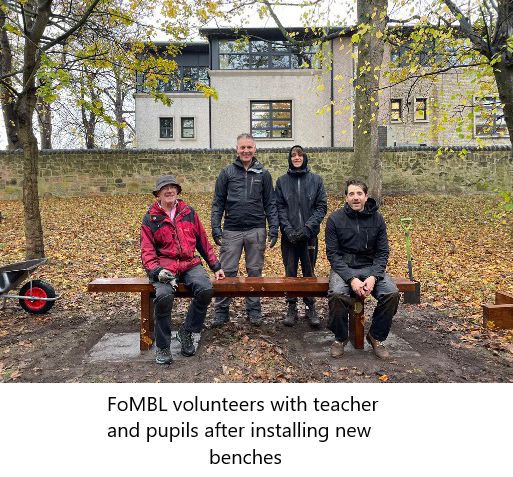 FoMBL volunteers with teacher
and pupils after installing new
benches